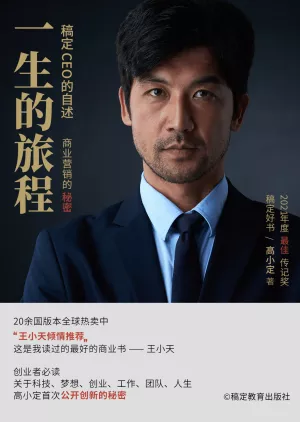 一生的旅程
稿定CEO的自述
商业营销的秘密
2021年度 最佳 传记奖
稿定好书 / 高小定 著
20余国版本全球热卖中
“王小天倾情推荐”
这是我读过的最好的商业书 —— 王小天
创业者必读
关于科技、梦想、创业、工作、团队、人生
高小定首次公开创新的秘密
©稿定教育出版社